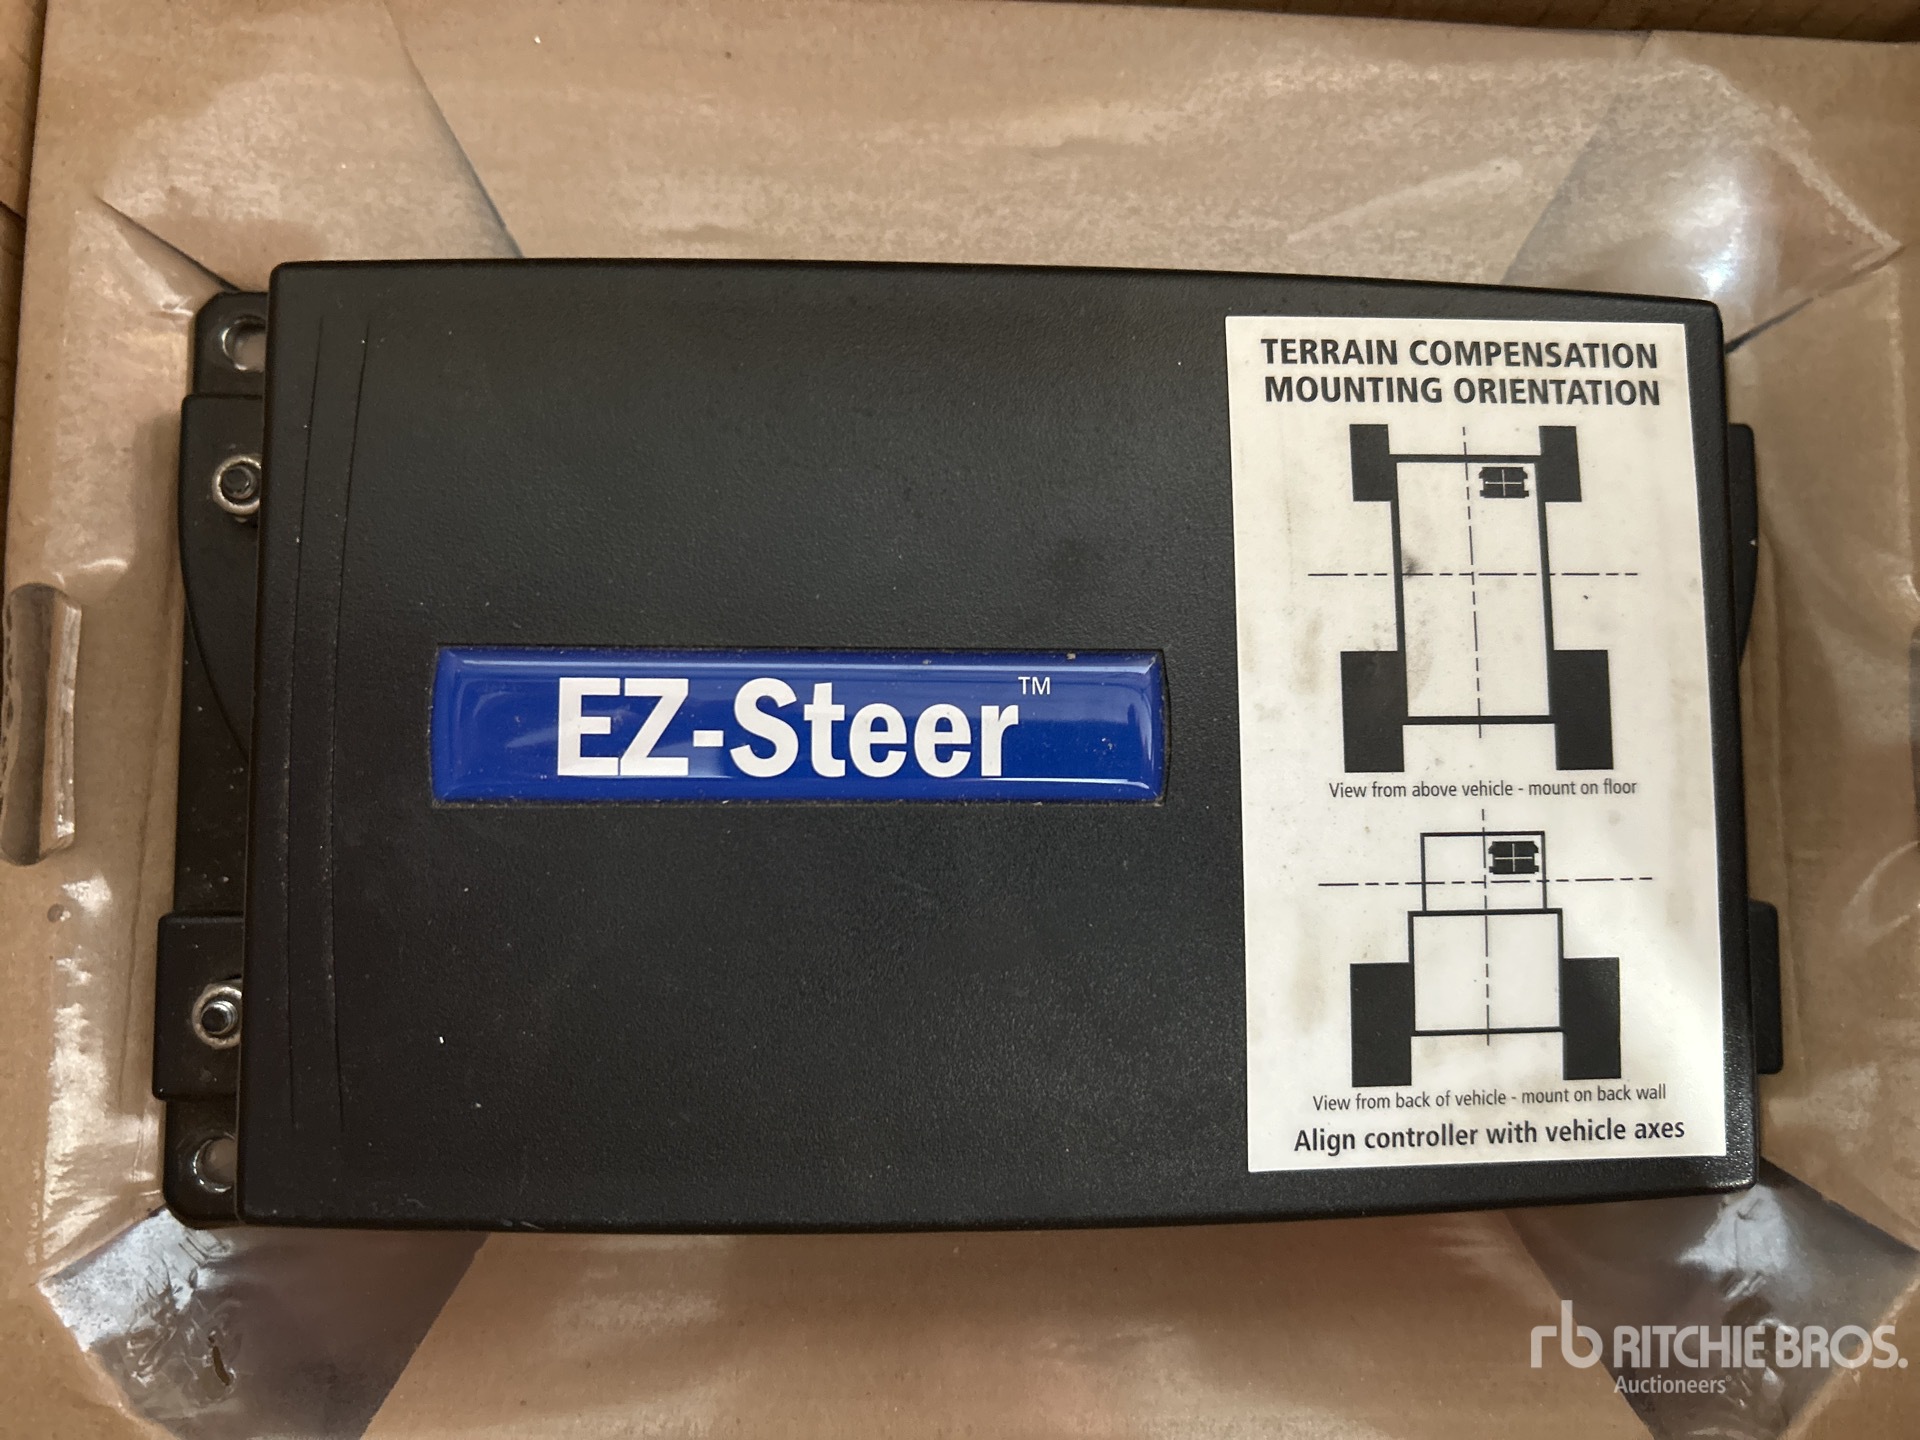 EZ-Steer™
TERRAIN COMPENSATION
MOUNTING ORIENTATION
View from above vehicle - mount on floor
View from back of vehicle - mount on back wall
Align controller with vehicle axes
rb RITCHIE BROS.
Auctioneers